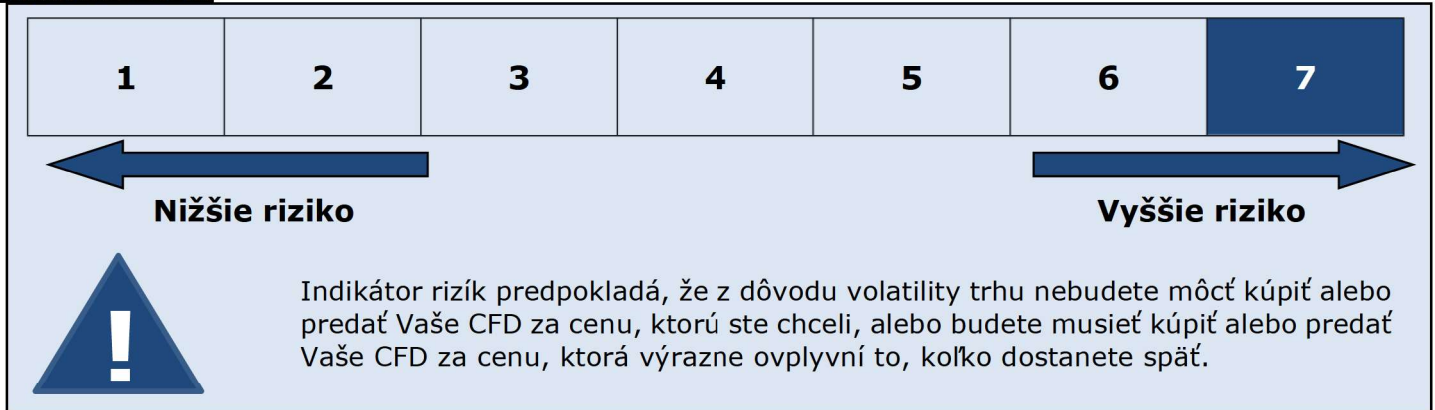 1 2 3 4 5 6 7
Nižšie riziko Vyššie riziko
!
Indikátor rizík predpokladá, že z dôvodu volatility trhu nebudete môcť kúpiť alebo
predať Vaše CFD za cenu, ktorú ste chceli, alebo budete musieť kúpiť alebo predať
Vaše CFD za cenu, ktorá výrazne ovplyvní to, koľko dostanete späť.